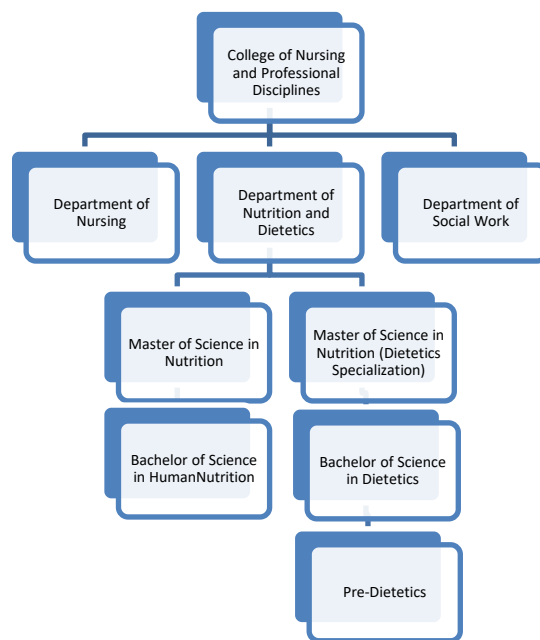 College of Nursing
and Professional
Disciplines
Department of
Nursing
Department of
Nutrition and
Dietetics
Department of
Social Work
Master of Science in
Nutrition
Master of Science in
Nutrition (Dietetics
Specialization)
Bachelor of Science
in HumanNutrition
Bachelor of Science
in Dietetics
Pre-Dietetics